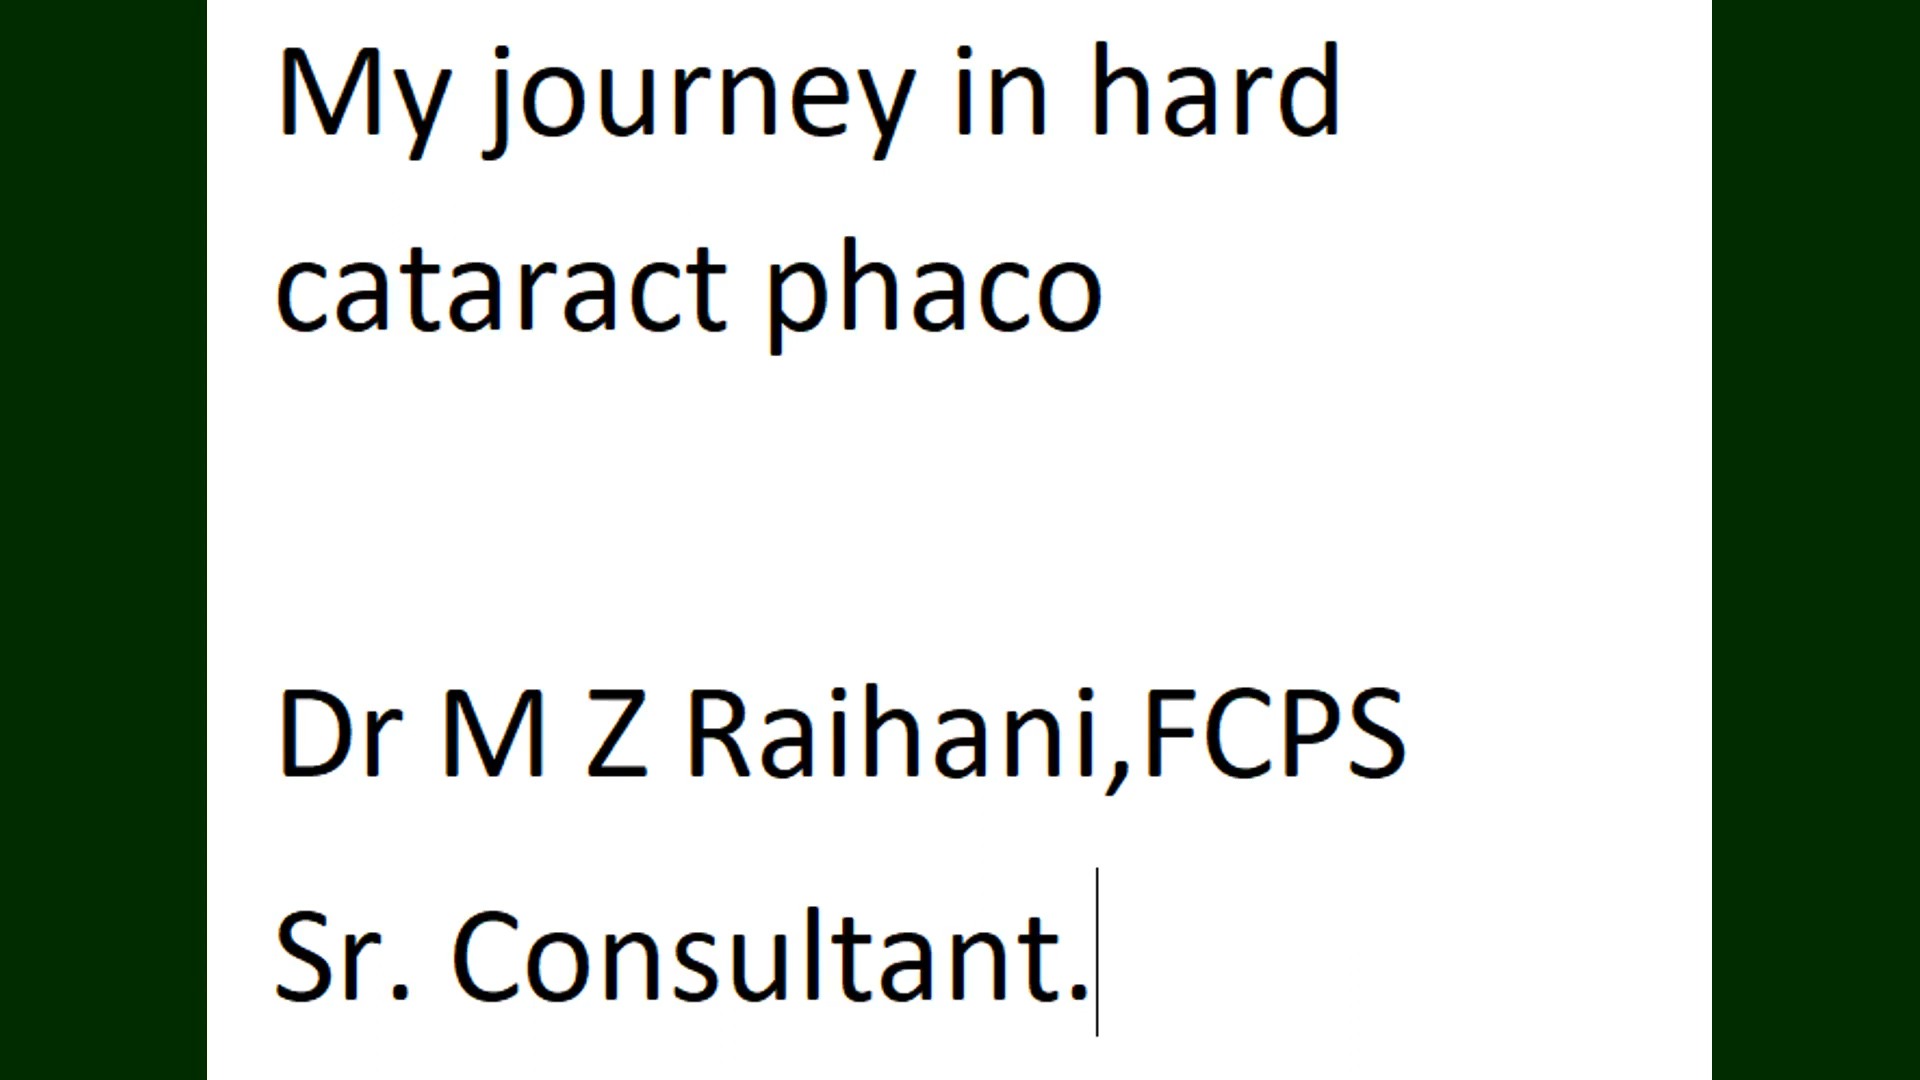 My journey in hard
cataract phaco
Dr M Z Raihani,FCPS
Sr. Consultant.